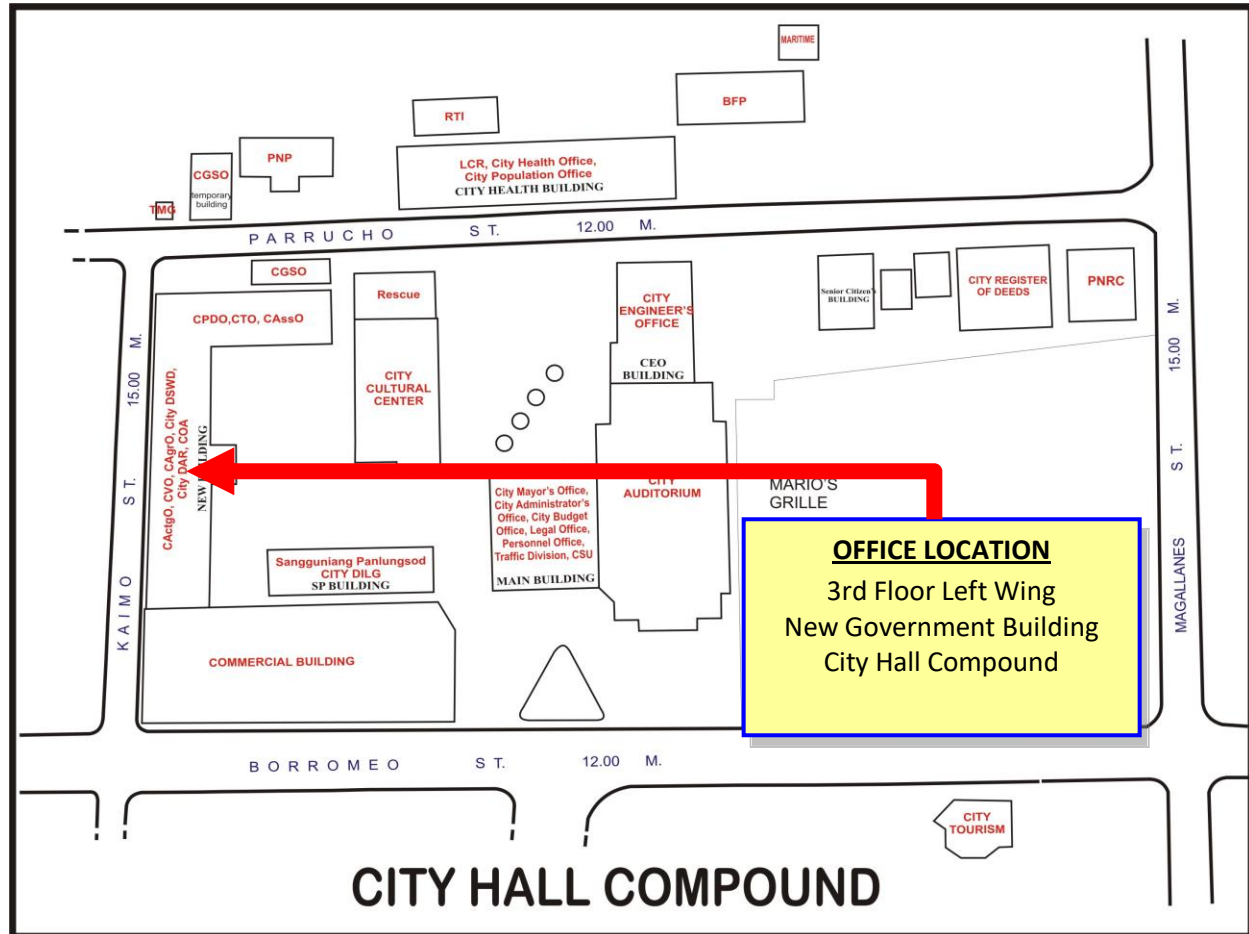 MARITIME
BFP
RTI
PNP
CGSO
temporary
building
TMG
LCR, City Health Office,
City Population Office
CITY HEALTH BUILDING
PARRUCHO ST. 12.00 M.
CGSO
CPDO,CTO, CAssO
Rescue
CITY
CULTURAL
CENTER
CITY
ENGINEER'S
OFFICE
CEO
BUILDING
Senior Citizen's
BUILDING
CITY REGISTER
OF DEEDS
PNRC
KAIMO ST. 15.00 M.
CActgO, CVO, CAgrO, City DSWD,
City DAR, COA
NEW
MAGALLANES ST. 15.00 M.
City Mayor's Office,
City Administrator's
Office, City Budget
Office, Legal Office,
Personnel Office,
Traffic Division, CSU
MAIN BUILDING
CITY
AUDITORIUM
MARIO'S
GRILLE
Sangguniang Panlungsod
CITY DILG
SP BUILDING
COMMERCIAL BUILDING
OFFICE LOCATION
3rd Floor Left Wing
New Government Building
City Hall Compound
BORROMEO ST. 12.00 M.
CITY
TOURISM
CITY HALL COMPOUND